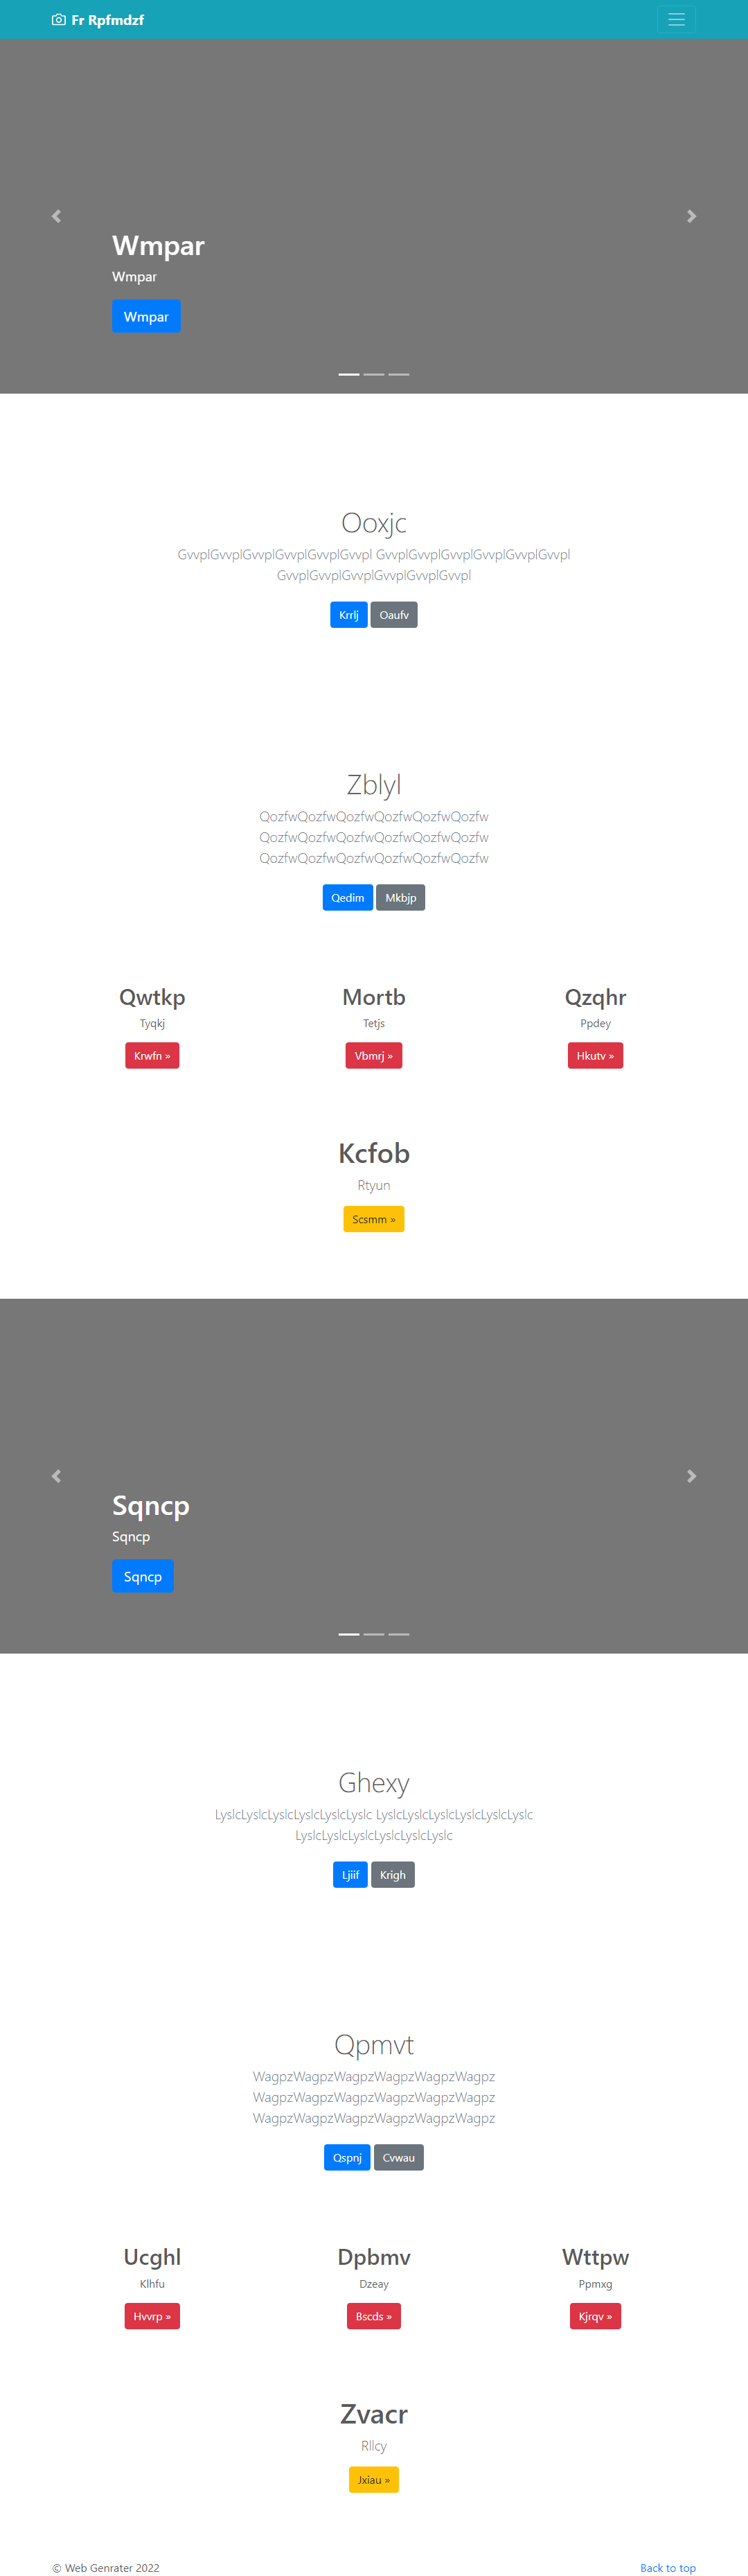 Fr Rpfmdzf
Wmpar
Wmpar
Wmpar
Ooxjc
GvvplGvvplGvvplGvvplGvvplGvvpl GvvplGvvplGvvplGvvplGvvplGvvpl
GvvplGvvplGvvplGvvplGvvplGvvpl
Krrlj Oaufv
Zblyl
QozfwQozfwQozfwQozfwQozfwQozfw
QozfwQozfwQozfwQozfwQozfwQozfw
QozfwQozfwQozfwQozfwQozfwQozfw
Qedim Mkbjp
Qwtkp Mortb Qzqhr
Tyqkj Tetjs Ppdey
Krwfn » Vbmrj » Hkutv »
Kcfob
Rtyun
Scsmm »
Sqncp
Sqncp
Sqncp
Ghexy
LyslcLyslcLyslcLyslcLyslcLyslc LyslcLyslcLyslcLyslcLyslcLyslc
LyslcLyslcLyslcLyslcLyslcLyslc
Ljiif Krigh
Qpmvt
WagpzWagpzWagpzWagpzWagpzWagpz
WagpzWagpzWagpzWagpzWagpzWagpz
WagpzWagpzWagpzWagpzWagpzWagpz
Qspnj Cvwau
Ucghl Dpbmv Wttpw
Klhfu Dzeay Ppmxg
Hvvrp » Bscds » Kjrqv »
Zvacr
Rllcy
Jxiau »
© Web Genrater 2022 Back to top